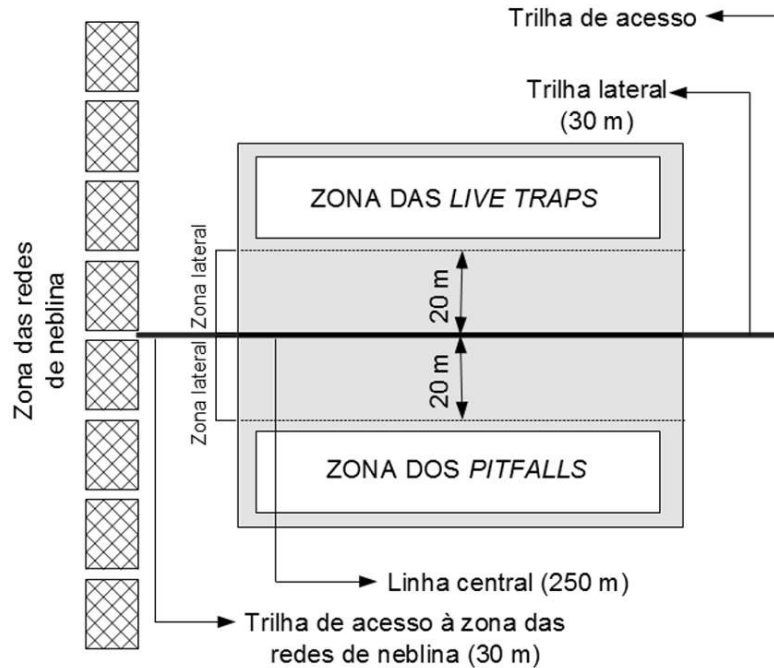 Trilha de acesso
Trilha lateral
(30 m)
ZONA DAS LIVE TRAPS
Zona das redes
de neblina
Zona lateral
20 m
Zona lateral
20 m
ZONA DOS PITFALLS
Linha central (250 m)
Trilha de acesso à zona das
redes de neblina (30 m)